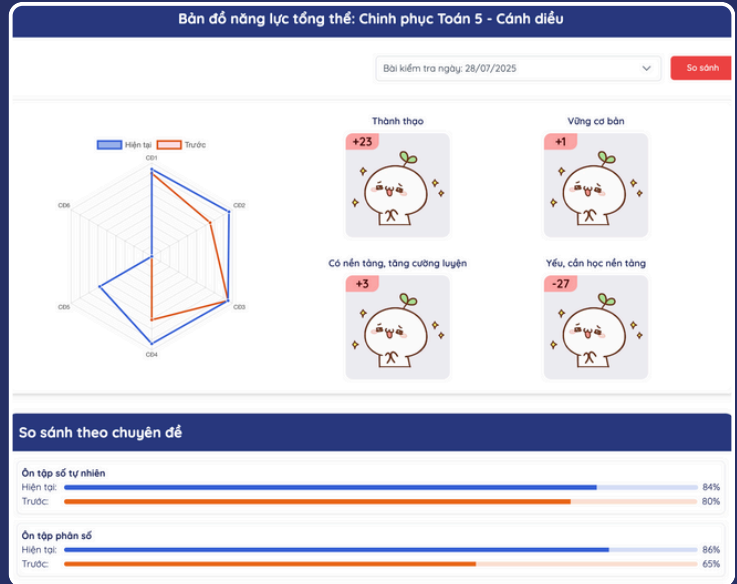 Bản đồ năng lực tổng thể: Chinh phục Toán 5 - Cánh diều
Bài kiểm tra ngày: 28/07/2025
So sánh
Hiện tại
Trước
CĐ1
CĐ2
CĐ3
CĐ4
CĐ5
CĐ6
Thành thạo
+23
Vững cơ bản
+1
Có nền tảng, tăng cường luyện
+3
Yếu, cần học nền tảng
-27
So sánh theo chuyên đề
Ôn tập số tự nhiên
Hiện tại: 84%
Trước: 80%
Ôn tập phân số
Hiện tại: 86%
Trước: 65%